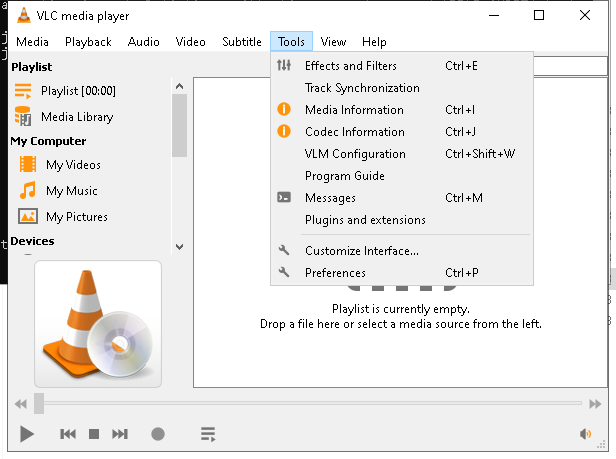 VLC media player
Media Playback Audio Video Subtitle Tools View Help
Playlist
Playlist [00:00]
Media Library
My Computer
My Videos
My Music
My Pictures
Devices
Effects and Filters Ctrl+E
Track Synchronization
Media Information Ctrl+I
Codec Information Ctrl+J
VLM Configuration Ctrl+Shift+W
Program Guide
Messages Ctrl+M
Plugins and extensions
Customize Interface...
Preferences Ctrl+P
Playlist is currently empty.
Drop a file here or select a media source from the left.